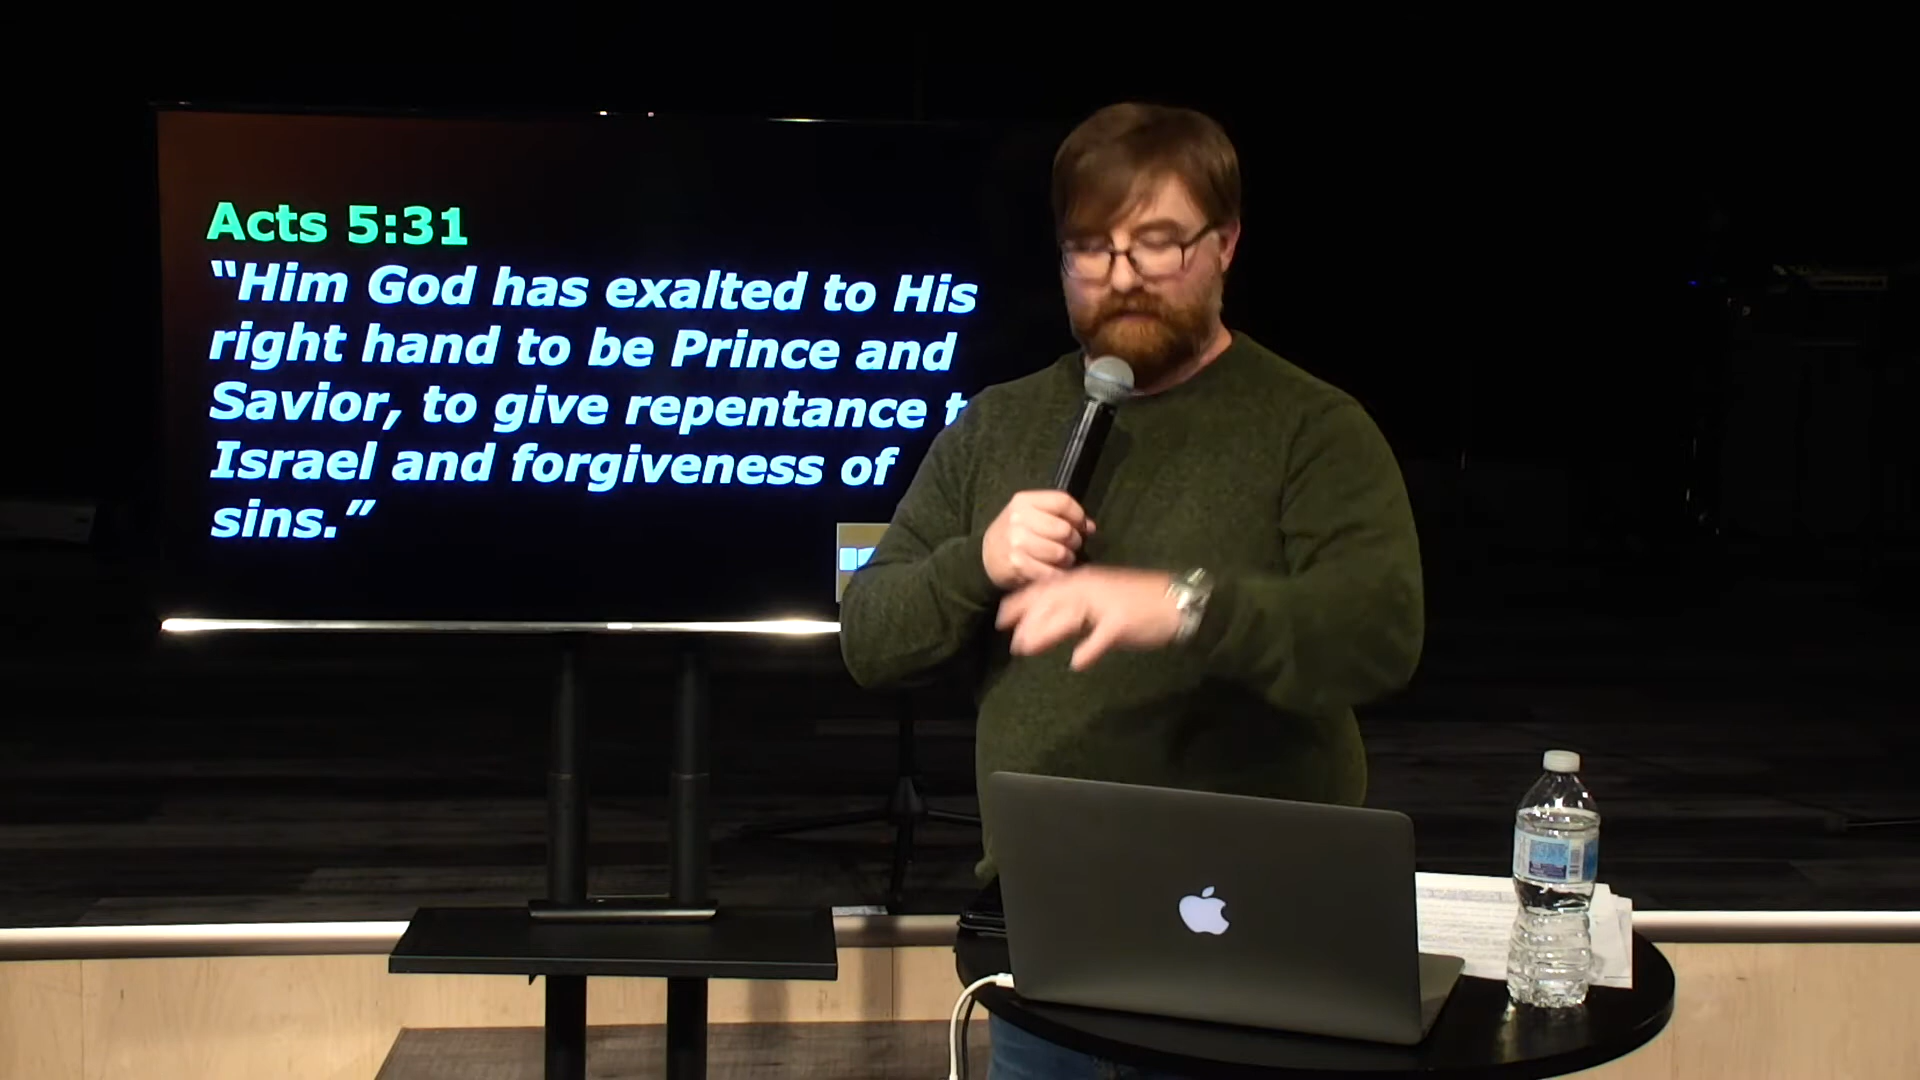 Acts 5:31
“Him God has exalted to His
right hand to be Prince and
Savior, to give repentance
Israel and forgiveness of
sins.”